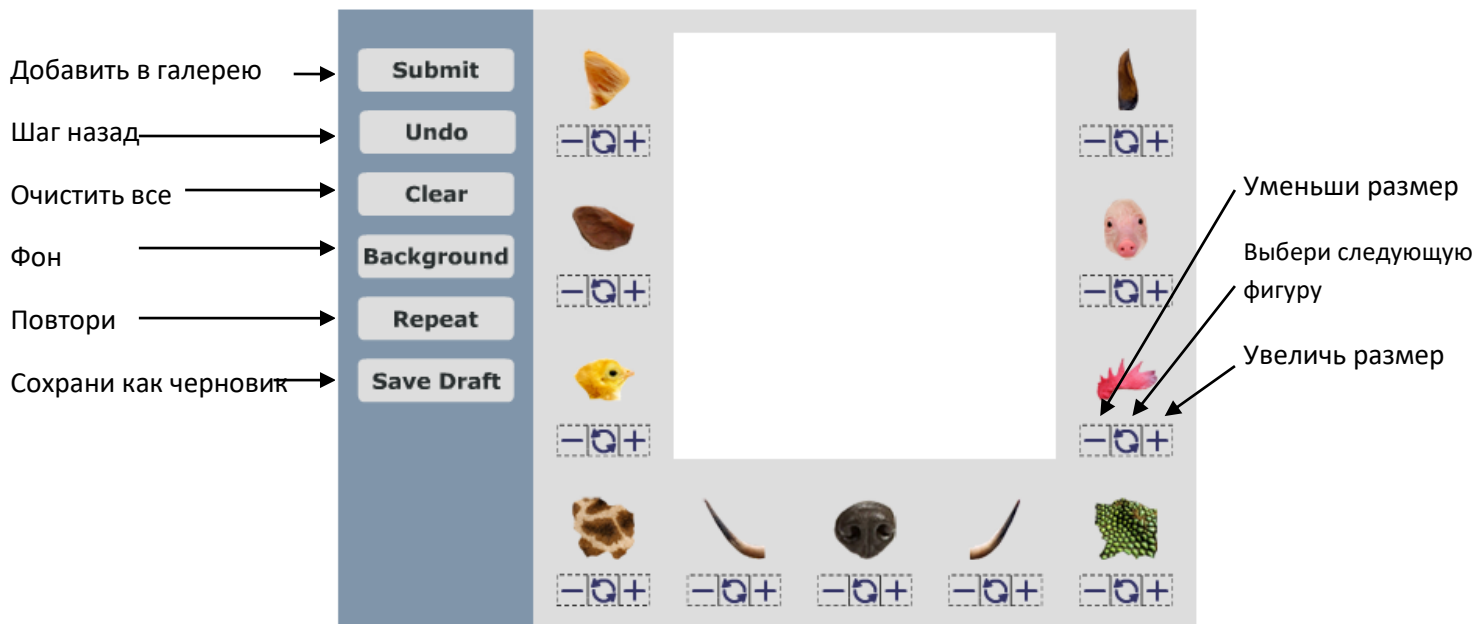 Добавить в галерею
Submit
Шаг назад
Undo
Очистить все
Clear
Фон
Background
Повтори
Repeat
Сохрани как черновик
Save Draft
Уменьши размер
Выбери следующую
фигуру
Увеличь размер